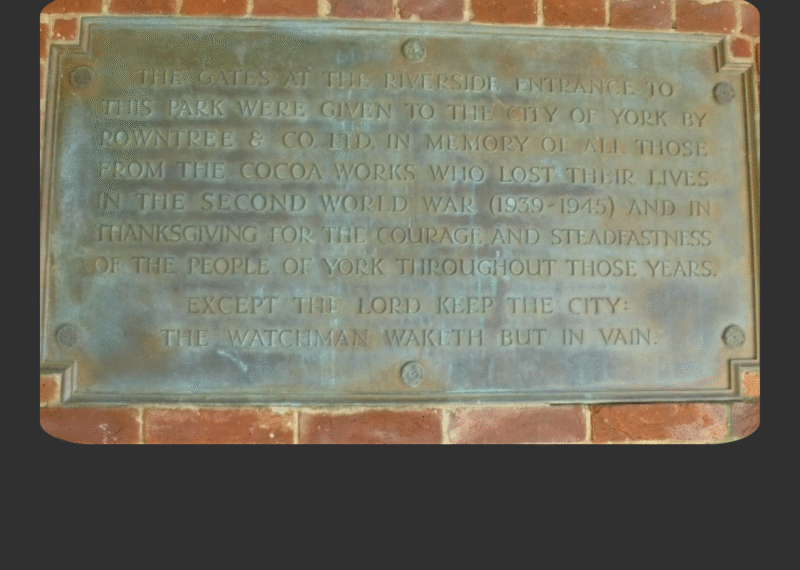 THE GATES AT THE RIVERSIDE ENTRANCE TO
THIS PARK WERE GIVEN TO THE CITY OF YORK BY
ROWNTREE & CO. LTD. IN MEMORY OF ALL THOSE
FROM THE COCOA WORKS WHO LOST THEIR LIVES
IN THE SECOND WORLD WAR (1939-1945) AND IN
THANKSGIVING FOR THE COURAGE AND STEADFASTNESS
OF THE PEOPLE OF YORK THROUGHOUT THOSE YEARS.
EXCEPT THE LORD KEEP THE CITY:
THE WATCHMAN WAKETH BUT IN VAIN.